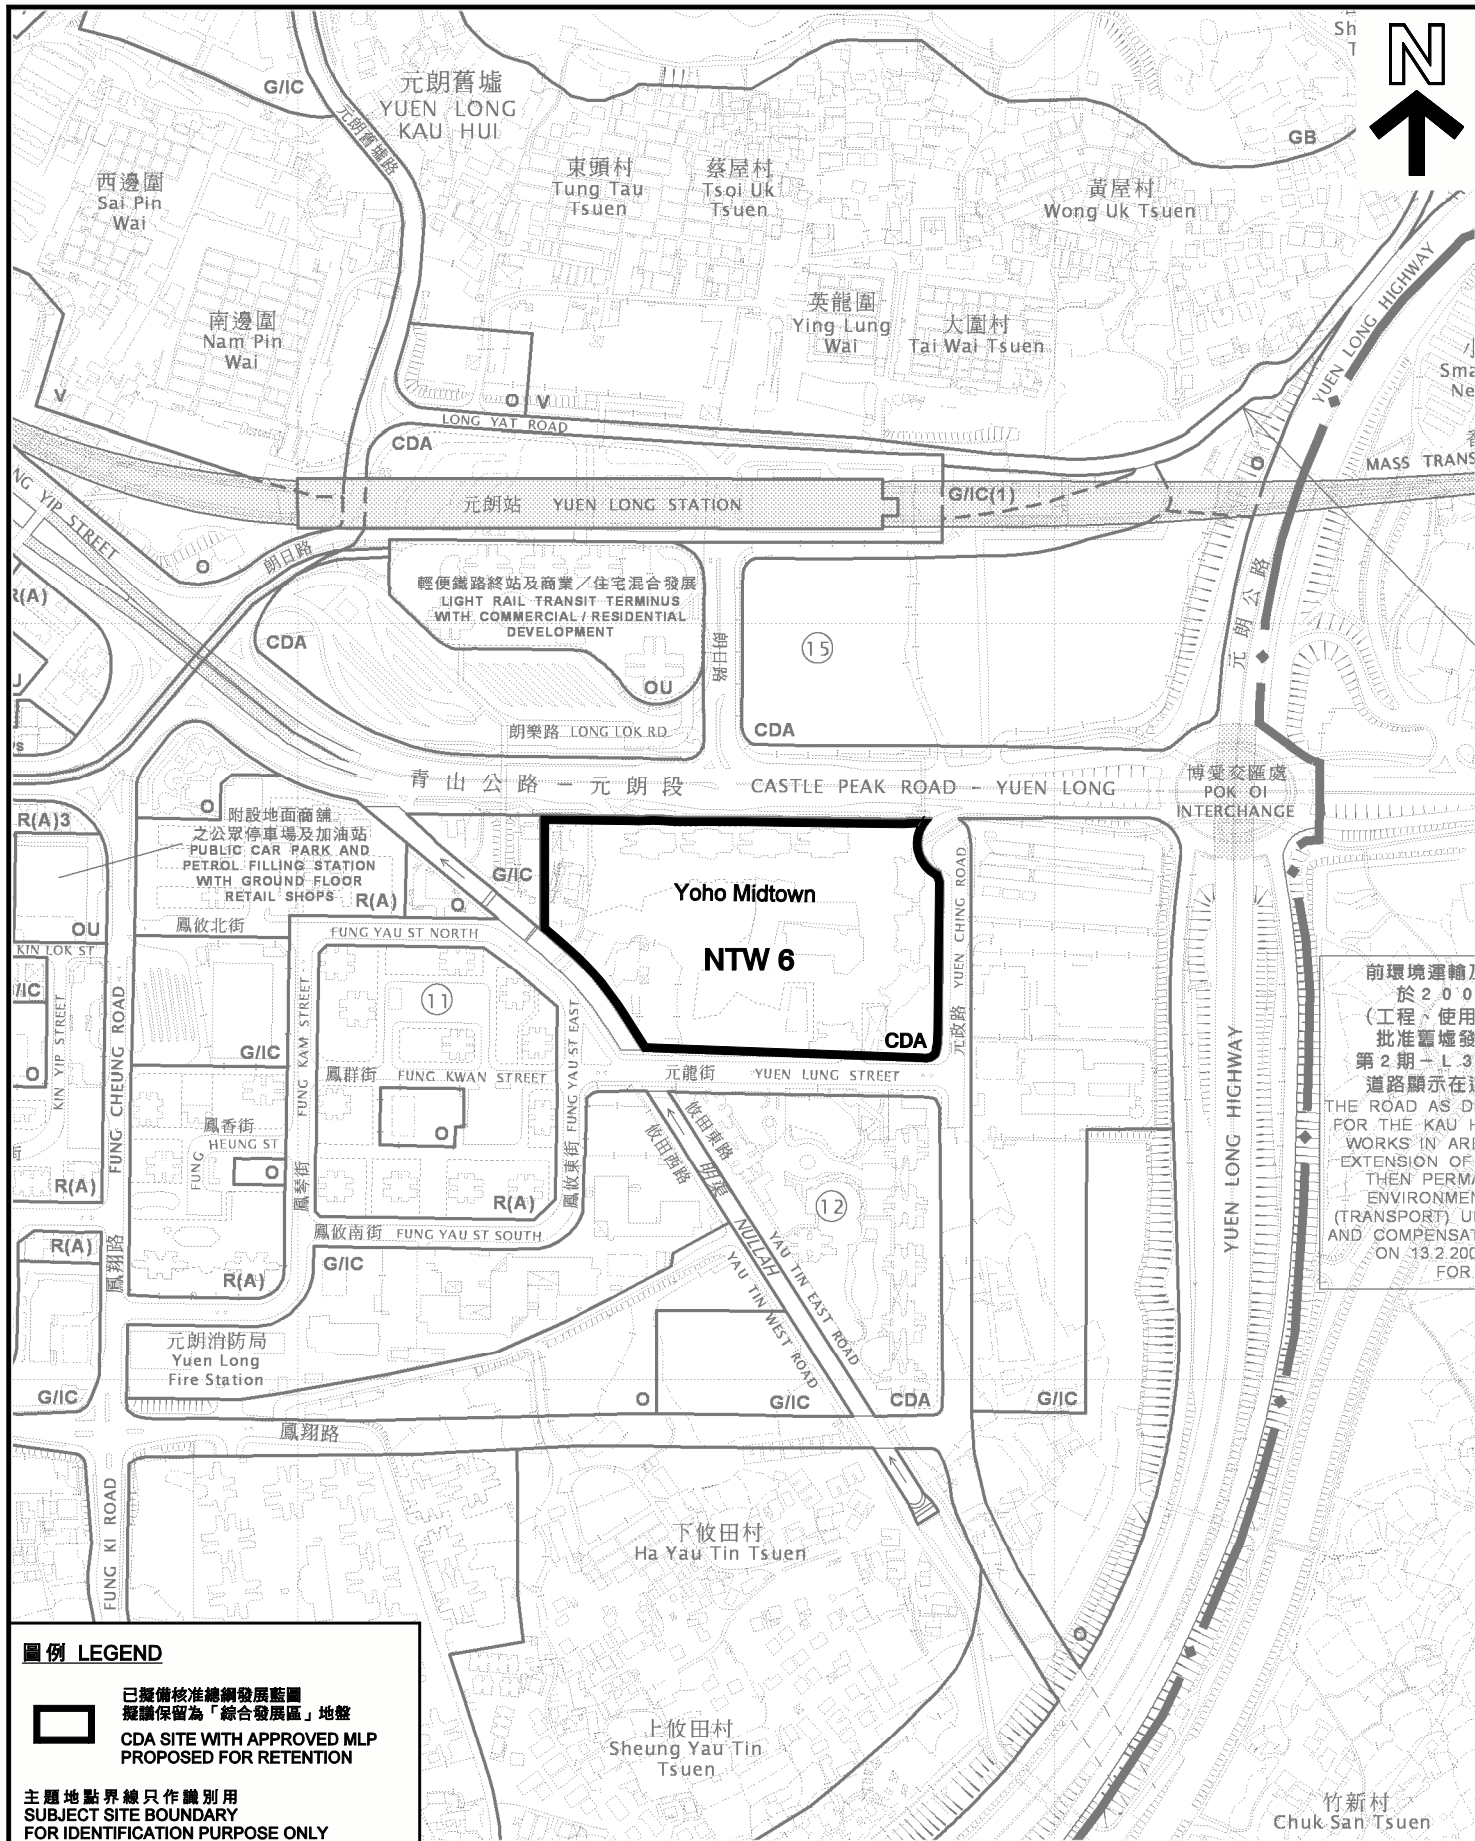 N
G/IC
元朗舊墟
YUEN LONG
KAU HUI
元朗舊墟路
GB
西邊圍
Sai Pin
Wai
東頭村
Tung Tau
Tsuen
蔡屋村
Tsoi Uk
Tsuen
黃屋村
Wong Uk Tsuen
南邊圍
Nam Pin
Wai
英龍圍
Ying Lung
Wai
大圍村
Tai Wai Tsuen
YUEN LONG HIGHWAY
Sma
Ne
V
O
V
LONG YAT ROAD
CDA
O
MASS TRANS
NG YIP STREET
元朗站 YUEN LONG STATION
G/IC(1)
O
朗日路
R(A)
輕便鐵路終站及商業／住宅混合發展
LIGHT RAIL TRANSIT TERMINUS
WITH COMMERCIAL / RESIDENTIAL
DEVELOPMENT
CDA
朗日路
15
元朗公路
OU
朗樂路 LONG LOK RD
CDA
青山公路－元朗段 CASTLE PEAK ROAD - YUEN LONG
博愛交匯處
POK OI
INTERCHANGE
R(A)3
O
附設地面商舖
之公眾停車場及加油站
PUBLIC CAR PARK AND
PETROL FILLING STATION
WITH GROUND FLOOR
RETAIL SHOPS
R(A)
G/IC
O
Yoho Midtown
NTW 6
CDA
YUEN CHING ROAD
元政路
OU
KIN LOK ST
鳳攸北街
FUNG YAU ST NORTH
/IC
O
KIN YIP STREET
FUNG CHEUNG ROAD
G/IC
FUNG KAM STREET
鳳琴街
11
鳳群街 FUNG KWAN STREET
O
FUNG YAU ST EAST
鳳攸東街
元龍街 YUEN LUNG STREET
鳳香街
FUNG
HEUNG ST
O
R(A)
R(A)
鳳攸南街 FUNG YAU ST SOUTH
攸田東路
攸田西路
明渠
NULLAH
YAU TIN EAST ROAD
YAU TIN WEST ROAD
12
YUEN LONG HIGHWAY
前環境運輸及
於２００
（工程、使用
批准舊墟發
第２期－Ｌ３
道路顯示在這
THE ROAD AS D
FOR THE KAU H
WORKS IN ARE
EXTENSION OF
THEN PERMA
ENVIRONMEN
(TRANSPORT) U
AND COMPENSAT
ON 13.2.200
FOR
R(A)
鳳翔路
R(A)
G/IC
元朗消防局
Yuen Long
Fire Station
G/IC
O
G/IC
CDA
G/IC
鳳翔路
FUNG KI ROAD
下攸田村
Ha Yau Tin Tsuen
O
上攸田村
Sheung Yau Tin
Tsuen
竹新村
Chuk San Tsuen
圖例 LEGEND
已擬備核准總綱發展藍圖
擬議保留為「綜合發展區」地盤
CDA SITE WITH APPROVED MLP
PROPOSED FOR RETENTION
主題地點界線只作識別用
SUBJECT SITE BOUNDARY
FOR IDENTIFICATION PURPOSE ONLY